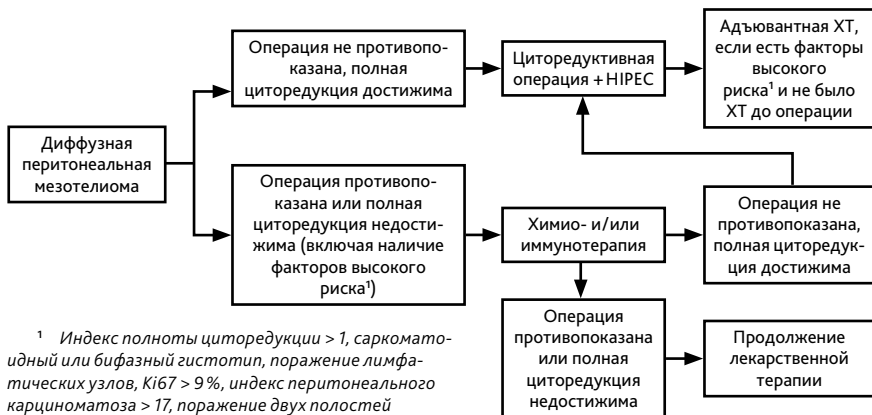 Диффузная
перитонеальная
мезотелиома
Операция не противопо-
казана, полная
циторедукция достижима
Циторедуктивная
операция + HIPEC
Адъювантная ХТ,
если есть факторы
высокого
риска¹ и не было
ХТ до операции
Операция противопо-
казана или полная
циторедукция недости-
жима (включая наличие
факторов высокого
риска¹)
Химио- и/или
иммунотерапия
Операция не
противопоказана,
полная циторедук-
ция достижима
Операция
противопоказана
или полная
циторедукция
недостижима
Продолжение
лекарственной
терапии
¹ Индекс полноты циторедукции > 1, саркомато-
идный или бифазный гистотип, поражение лимфа-
тических узлов, Ki67 > 9 %, индекс перитонеального
карциноматоза > 17, поражение двух полостей